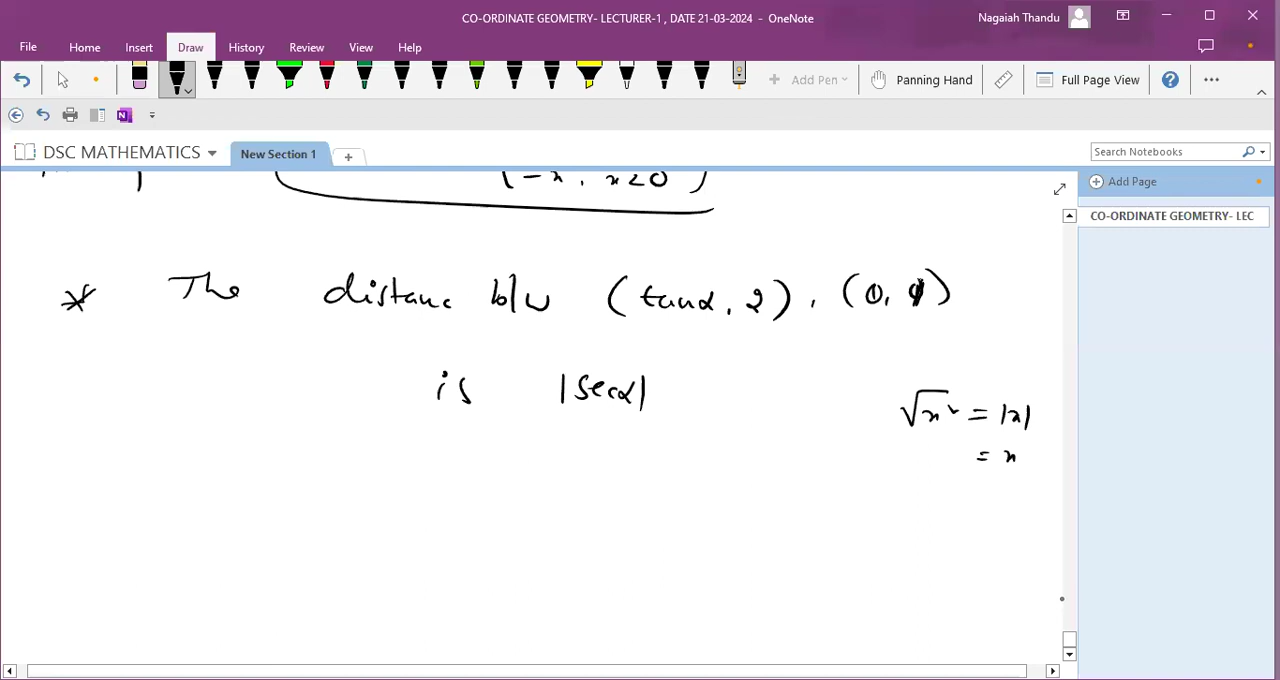 CO-ORDINATE GEOMETRY- LECTURER-1 , DATE 21-03-2024 - OneNote
Nagaiah Thandu
File Home Insert Draw History Review View Help
Add Pen Panning Hand Full Page View
DSC MATHEMATICS New Section 1
Search Notebooks
Add Page
CO-ORDINATE GEOMETRY- LEC
-x , x<0
* The distanc b/w (tanα, 2), (0, 1)
is |Secα|
√x² = |x|
= x